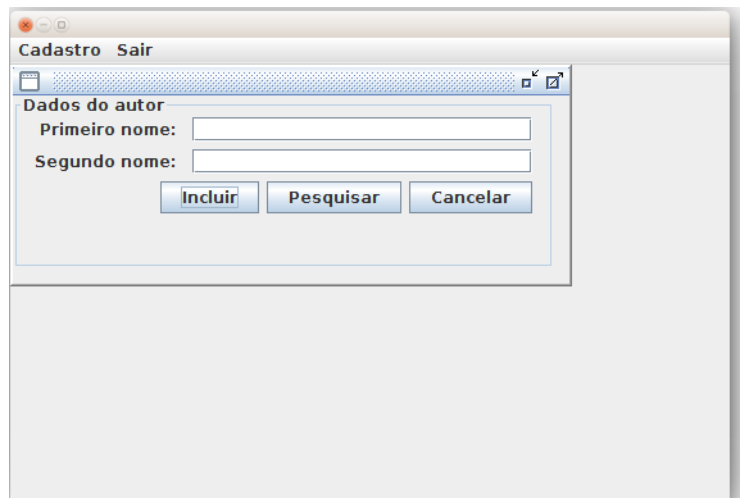 Cadastro Sair
Dados do autor
Primeiro nome:
Segundo nome:
Incluir Pesquisar Cancelar